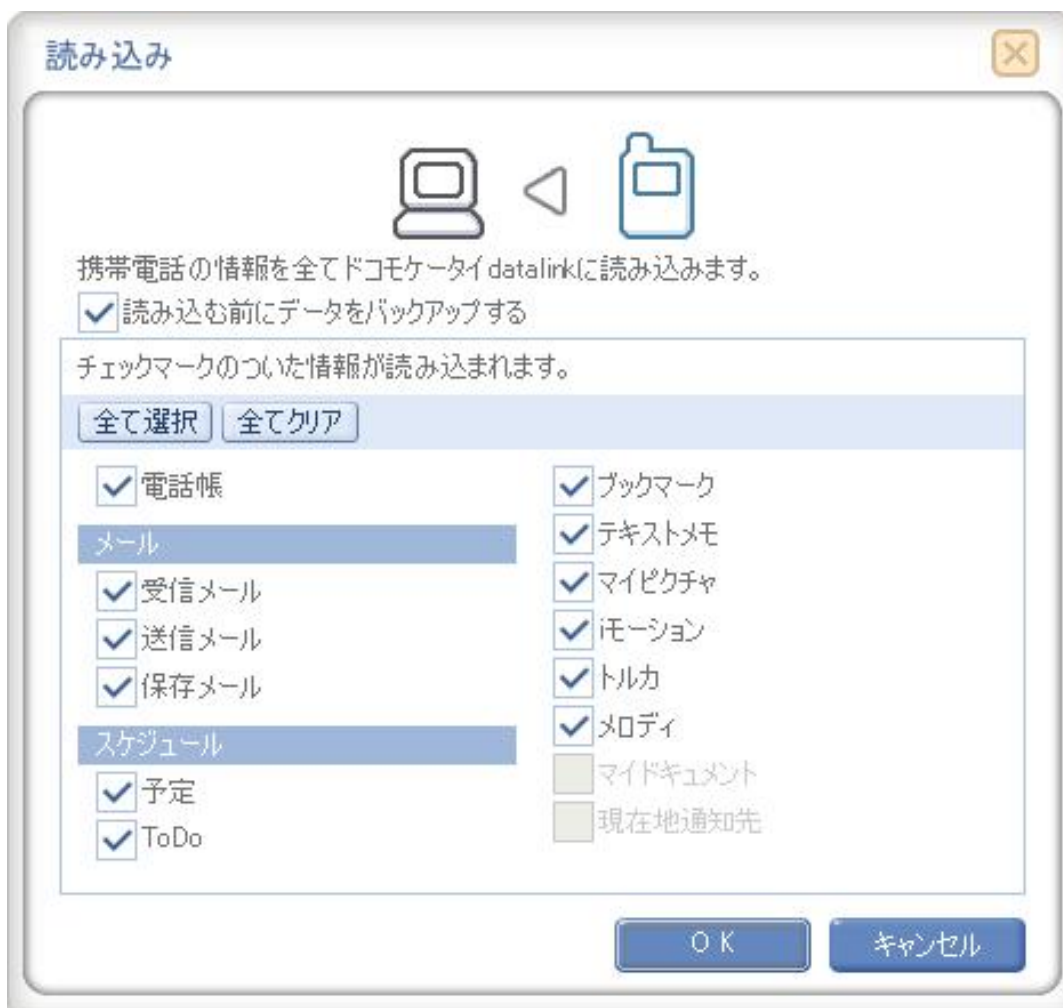 読み込み
携帯電話の情報を全てドコモケータイdatalinkに読み込みます。
読み込む前にデータをバックアップする
チェックマークのついた情報が読み込まれます。
全て選択 全てクリア
電話帳
メール
受信メール
送信メール
保存メール
スケジュール
予定
ToDo
ブックマーク
テキストメモ
マイピクチャ
iモーション
トルカ
メロディ
マイドキュメント
現在地通知先
OK キャンセル